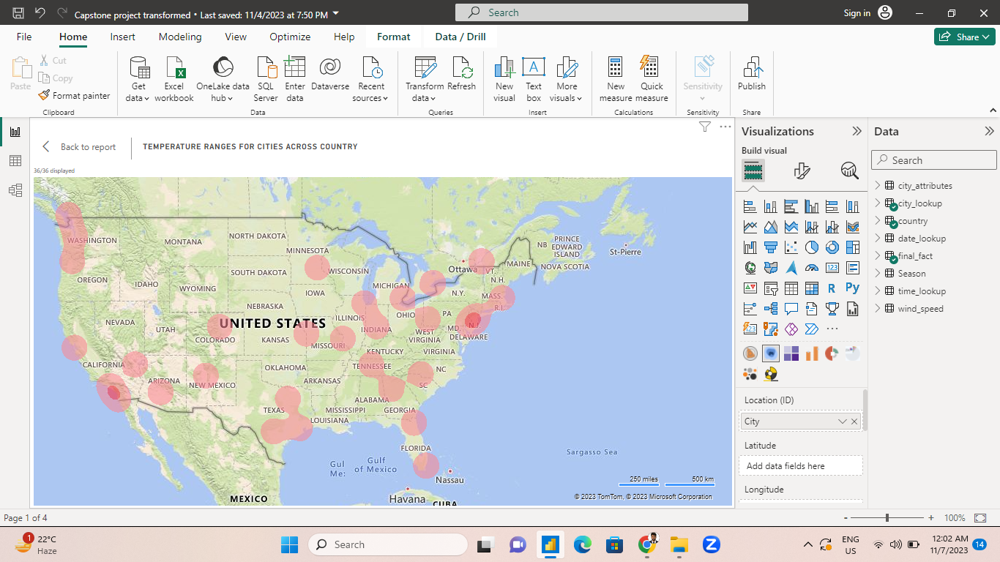 Capstone project transformed • Last saved: 11/4/2023 at 7:50 PM
Search
Sign in
File Home Insert Modeling View Optimize Help Format Data / Drill
Share
Paste
Cut
Copy
Format painter
Clipboard
Get data
Excel workbook
OneLake data hub
SQL Server
Enter data
Dataverse
Recent sources
Data
Transform data
Refresh
Queries
New visual
Text box
More visuals
Insert
New measure
Quick measure
Calculations
Sensitivity
Sensitivity
Publish
Share
Back to report
TEMPERATURE RANGES FOR CITIES ACROSS COUNTRY
36/36 displayed
WASHINGTON
MONTANA
NORTH DAKOTA
MINNESOTA
NB
PRINCE EDWARD ISLAND
St-Pierre
Ottawa
VT.
MAINE
NOVA SCOTIA
OREGON
IDAHO
WYOMING
SOUTH DAKOTA
WISCONSIN
MICHIGAN
N.H.
IOWA
N.Y.
MASS.
R.I.
NEBRASKA
NEVADA
UTAH
UNITED STATES
ILLINOIS
OHIO
PA
N.J.
INDIANA
MD.
DELAWARE
COLORADO
KANSAS
MISSOURI
WEST VIRGINIA
KENTUCKY
VIRGINIA
CALIFORNIA
ARIZONA
NEW MEXICO
OKLAHOMA
TENNESSEE
NC
ARKANSAS
SC
ALABAMA
TEXAS
MISSISSIPPI
GEORGIA
LOUISIANA
FLORIDA
Gul
Me:
Gulf of Mexico
Sargasso Sea
Nassau
Havana
MEXICO
CUBA
250 miles
500 km
© 2023 TomTom, © 2023 Microsoft Corporation
Visualizations
Build visual
R
Py
123
Location (ID)
City
Latitude
Add data fields here
Longitude
Data
Search
city_attributes
city_lookup
country
date_lookup
final_fact
Season
time_lookup
wind_speed
Page 1 of 4
- + 100%
1
22°C
Haze
Search
ENG
US
12:02 AM
11/7/2023
14